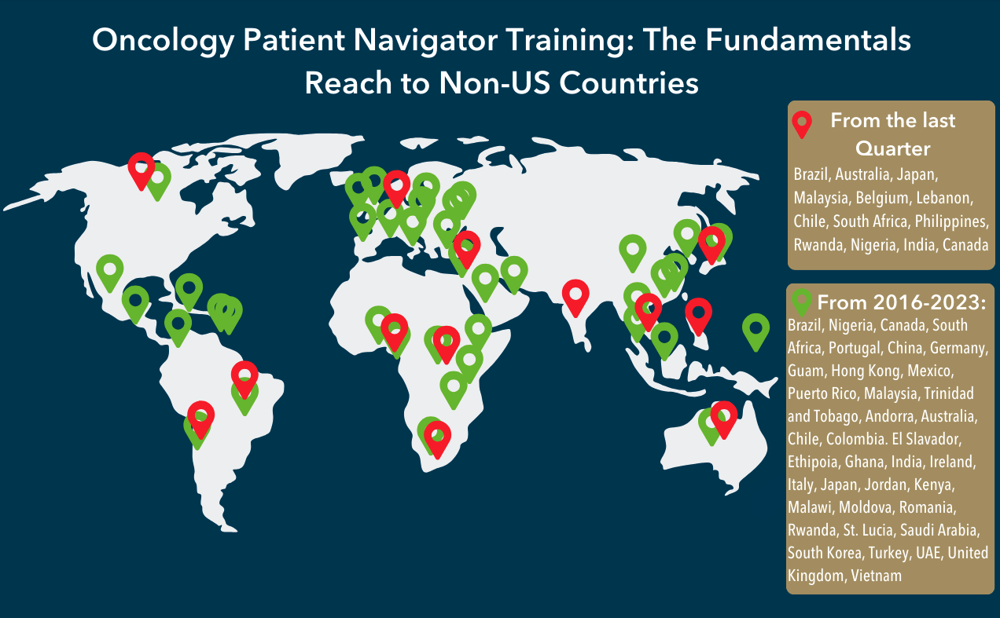 Oncology Patient Navigator Training: The Fundamentals
Reach to Non-US Countries
From the last
Quarter
Brazil, Australia, Japan,
Malaysia, Belgium, Lebanon,
Chile, South Africa, Philippines,
Rwanda, Nigeria, India, Canada
From 2016-2023:
Brazil, Nigeria, Canada, South
Africa, Portugal, China, Germany,
Guam, Hong Kong, Mexico,
Puerto Rico, Malaysia, Trinidad
and Tobago, Andorra, Australia,
Chile, Colombia. El Slavador,
Ethipoia, Ghana, India, Ireland,
Italy, Japan, Jordan, Kenya,
Malawi, Moldova, Romania,
Rwanda, St. Lucia, Saudi Arabia,
South Korea, Turkey, UAE, United
Kingdom, Vietnam